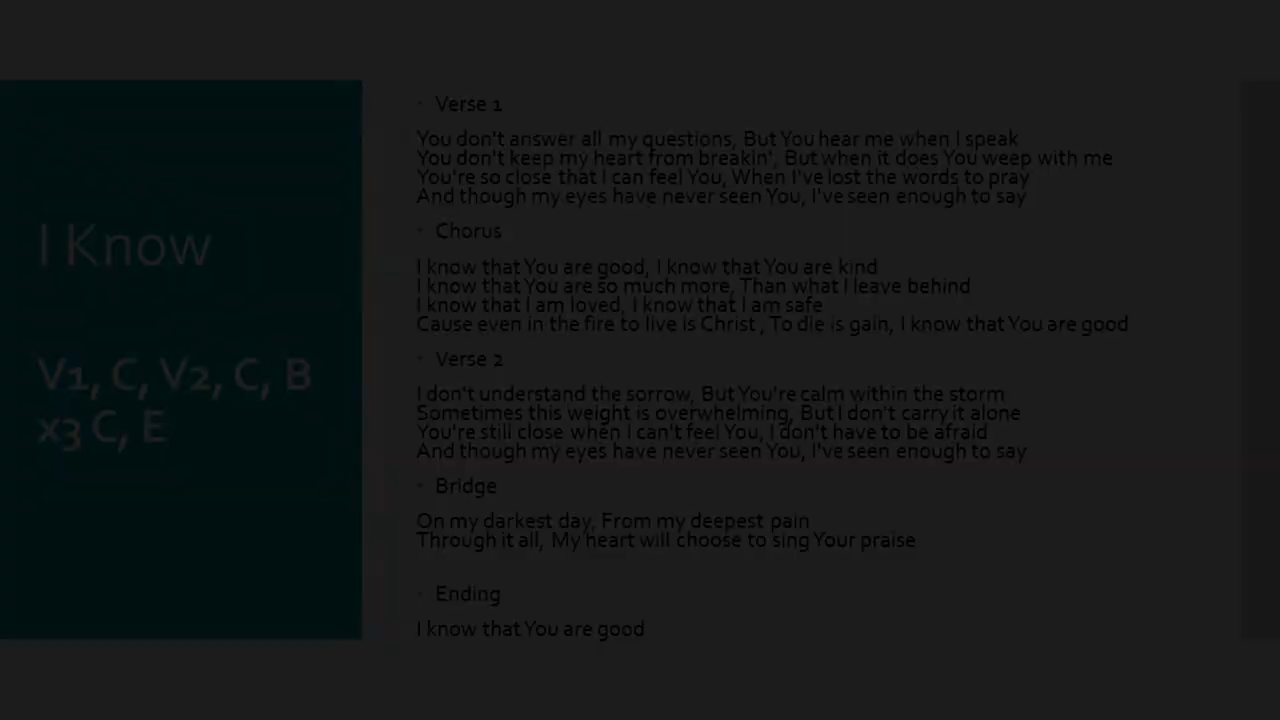 I Know
V1, C, V2, C, B
x3 C, E
Verse 1
You don't answer all my questions, But You hear me when I speak
You don't keep my heart from breakin', But when it does You weep with me
You're so close that I can feel You, When I've lost the words to pray
And though my eyes have never seen You, I've seen enough to say
Chorus
I know that You are good, I know that You are kind
I know that You are so much more, Than what I leave behind
I know that I am loved, I know that I am safe
Cause even in the fire to live is Christ , To die is gain, I know that You are good
Verse 2
I don't understand the sorrow, But You're calm within the storm
Sometimes this weight is overwhelming, But I don't carry it alone
You're still close when I can't feel You, I don't have to be afraid
And though my eyes have never seen You, I've seen enough to say
Bridge
On my darkest day, From my deepest pain
Through it all, My heart will choose to sing Your praise
Ending
I know that You are good